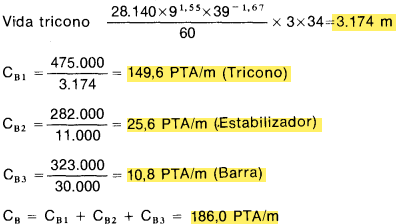 Vida tricono 28.140×9^1,55×39^-1,67 / 60 × 3×34=3.174 m
C_B1 = 475.000 / 3.174 = 149,6 PTA/m (Tricono)
C_B2 = 282.000 / 11.000 = 25,6 PTA/m (Estabilizador)
C_B3 = 323.000 / 30.000 = 10,8 PTA/m (Barra)
C_B = C_B1 + C_B2 + C_B3 = 186,0 PTA/m